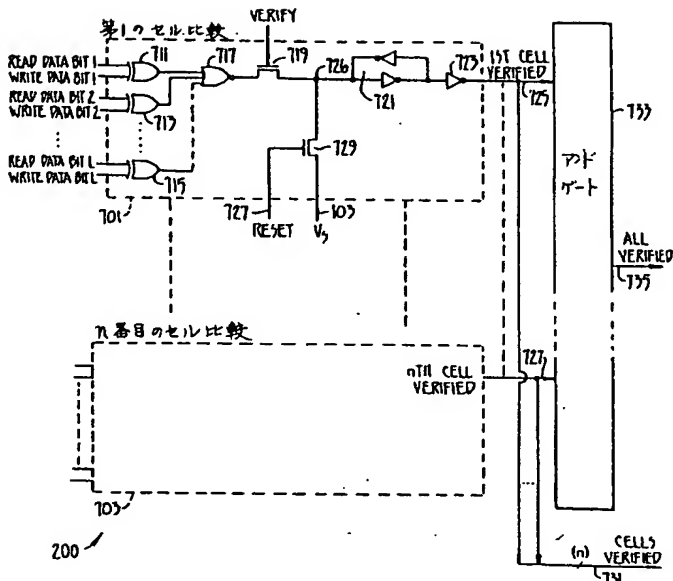 VERIFY
第1のセル比較
READ DATA BIT 1
WRITE DATA BIT 1
711
717
719
723
1ST CELL
VERIFIED
725
733
READ DATA BIT 2
WRITE DATA BIT 2
713
726
721
729
READ DATA BIT L
WRITE DATA BIT L
715
701
727
RESET
103
Vs
アンド
ゲート
ALL
VERIFIED
735
n番目のセル比較
nTH CELL
VERIFIED
727
703
200
(n)
CELLS
VERIFIED
731